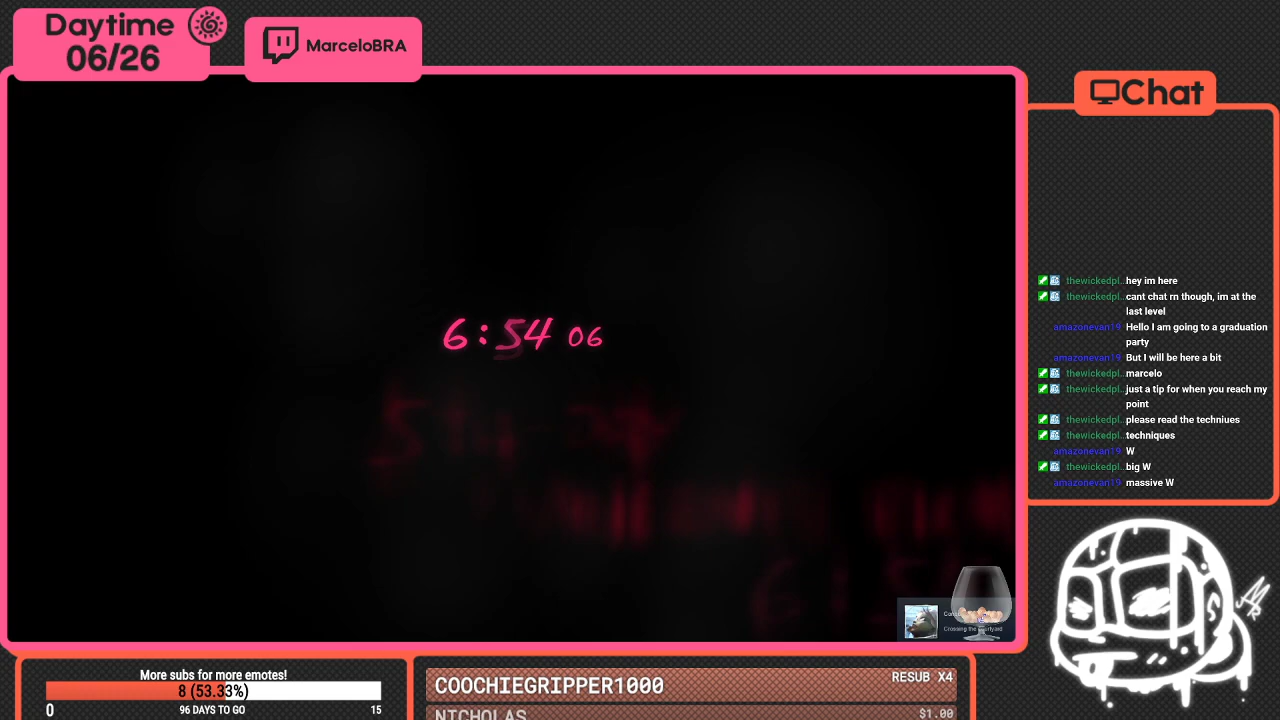 Daytime
06/26
MarceloBRA
Chat
6:54 06
thewickedpl.. hey im here
thewickedpl.. cant chat rn though, im at the
last level
amazonevan19 Hello I am going to a graduation
party
amazonevan19 But I will be here a bit
thewickedpl.. marcelo
thewickedpl.. just a tip for when you reach my
point
thewickedpl.. please read the techniues
thewickedpl.. techniques
amazonevan19 W
thewickedpl.. big W
amazonevan19 massive W
Crossing the
More subs for more emotes!
8 (53.33%)
0 96 DAYS TO GO 15
COOCHIEGRIPPER1000 RESUB X4
NICHOLAS $1.00